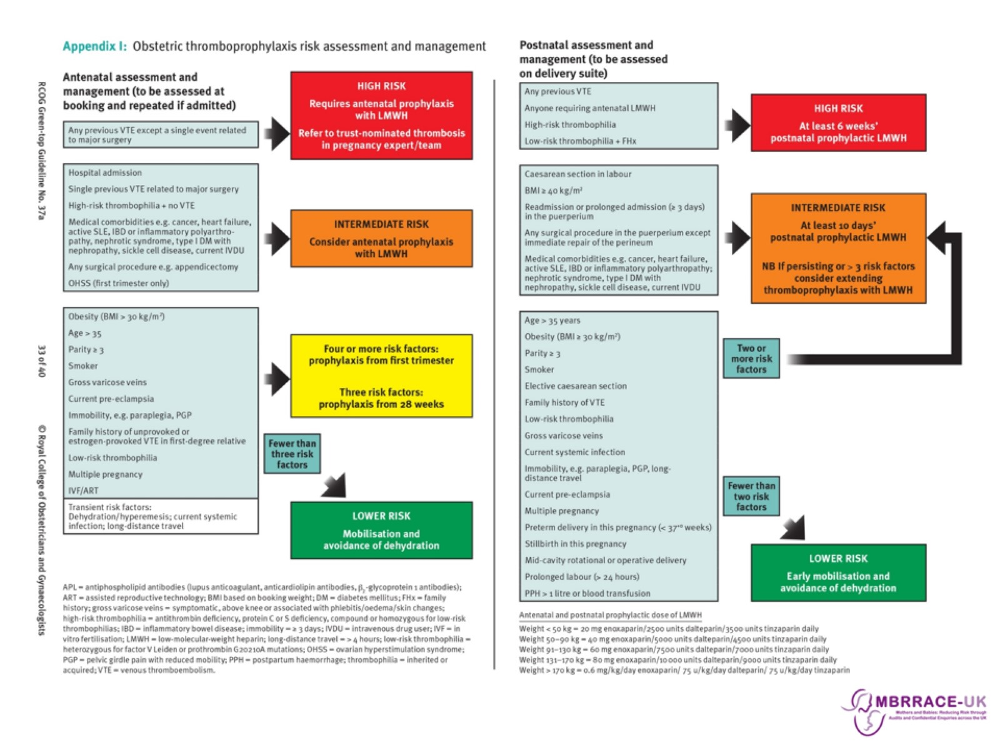 Appendix I: Obstetric thromboprophylaxis risk assessment and management
Antenatal assessment and
management (to be assessed at
booking and repeated if admitted)
Any previous VTE except a single event related
to major surgery
HIGH RISK
Requires antenatal prophylaxis
with LMWH
Refer to trust-nominated thrombosis
in pregnancy expert/team
Hospital admission
Single previous VTE related to major surgery
High-risk thrombophilia + no VTE
Medical comorbidities e.g. cancer, heart failure,
active SLE, IBD or inflammatory polyarthro-
pathy, nephrotic syndrome, type I DM with
nephropathy, sickle cell disease, current IVDU
Any surgical procedure e.g. appendicectomy
OHSS (first trimester only)
INTERMEDIATE RISK
Consider antenatal prophylaxis
with LMWH
Obesity (BMI > 30 kg/m²)
Age > 35
Parity ≥ 3
Smoker
Gross varicose veins
Current pre-eclampsia
Immobility, e.g. paraplegia, PGP
Family history of unprovoked or
estrogen-provoked VTE in first-degree relative
Low-risk thrombophilia
Multiple pregnancy
IVF/ART
Transient risk factors:
Dehydration/hyperemesis; current systemic
infection; long-distance travel
Four or more risk factors:
prophylaxis from first trimester
Three risk factors:
prophylaxis from 28 weeks
Fewer than
three risk
factors
LOWER RISK
Mobilisation and
avoidance of dehydration
APL = antiphospholipid antibodies (lupus anticoagulant, anticardiolipin antibodies, β₂-glycoprotein 1 antibodies);
ART = assisted reproductive technology; BMI based on booking weight; DM = diabetes mellitus; FHx = family
history; gross varicose veins = symptomatic, above knee or associated with phlebitis/oedema/skin changes;
high-risk thrombophilia = antithrombin deficiency, protein C or S deficiency, compound or homozygous for low-risk
thrombophilias; IBD = inflammatory bowel disease; immobility = ≥ 3 days; IVDU = intravenous drug user; IVF = in
vitro fertilisation; LMWH = low-molecular-weight heparin; long-distance travel = > 4 hours; low-risk thrombophilia =
heterozygous for factor V Leiden or prothrombin G20210A mutations; OHSS = ovarian hyperstimulation syndrome;
PGP = pelvic girdle pain with reduced mobility; PPH = postpartum haemorrhage; thrombophilia = inherited or
acquired; VTE = venous thromboembolism.
Postnatal assessment and
management (to be assessed
on delivery suite)
Any previous VTE
Anyone requiring antenatal LMWH
High-risk thrombophilia
Low-risk thrombophilia + FHx
HIGH RISK
At least 6 weeks'
postnatal prophylactic LMWH
Caesarean section in labour
BMI ≥ 40 kg/m²
Readmission or prolonged admission (≥ 3 days)
in the puerperium
Any surgical procedure in the puerperium except
immediate repair of the perineum
Medical comorbidities e.g. cancer, heart failure,
active SLE, IBD or inflammatory polyarthropathy;
nephrotic syndrome, type I DM with
nephropathy, sickle cell disease, current IVDU
INTERMEDIATE RISK
At least 10 days'
postnatal prophylactic LMWH
NB If persisting or > 3 risk factors
consider extending
thromboprophylaxis with LMWH
Age > 35 years
Obesity (BMI ≥ 30 kg/m²)
Parity ≥ 3
Smoker
Elective caesarean section
Family history of VTE
Low-risk thrombophilia
Gross varicose veins
Current systemic infection
Immobility, e.g. paraplegia, PGP, long-
distance travel
Current pre-eclampsia
Multiple pregnancy
Preterm delivery in this pregnancy (< 37⁺⁰ weeks)
Stillbirth in this pregnancy
Mid-cavity rotational or operative delivery
Prolonged labour (> 24 hours)
PPH > 1 litre or blood transfusion
Two or
more risk
factors
Fewer than
two risk
factors
LOWER RISK
Early mobilisation and
avoidance of dehydration
Antenatal and postnatal prophylactic dose of LMWH
Weight < 50 kg = 20 mg enoxaparin/2500 units dalteparin/3500 units tinzaparin daily
Weight 50–90 kg = 40 mg enoxaparin/5000 units dalteparin/4500 units tinzaparin daily
Weight 91–130 kg = 60 mg enoxaparin/7500 units dalteparin/7000 units tinzaparin daily
Weight 131–170 kg = 80 mg enoxaparin/10000 units dalteparin/9000 units tinzaparin daily
Weight > 170 kg = 0.6 mg/kg/day enoxaparin/ 75 u/kg/day dalteparin/ 75 u/kg/day tinzaparin
RCOG Green-top Guideline No. 37a
33 of 40
© Royal College of Obstetricians and Gynaecologists
MBRRACE-UK
Mothers and Babies: Reducing Risk through
Audits and Confidential Enquiries across the UK